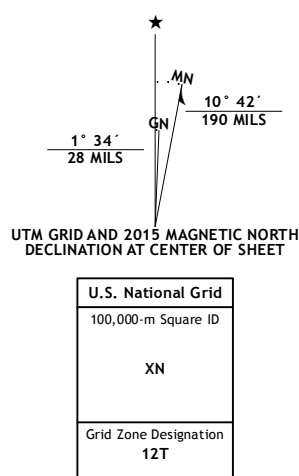 ★
MN
GN
10° 42´
190 MILS
1° 34´
28 MILS
UTM GRID AND 2015 MAGNETIC NORTH
DECLINATION AT CENTER OF SHEET
U.S. National Grid
100,000-m Square ID
XN
Grid Zone Designation
12T